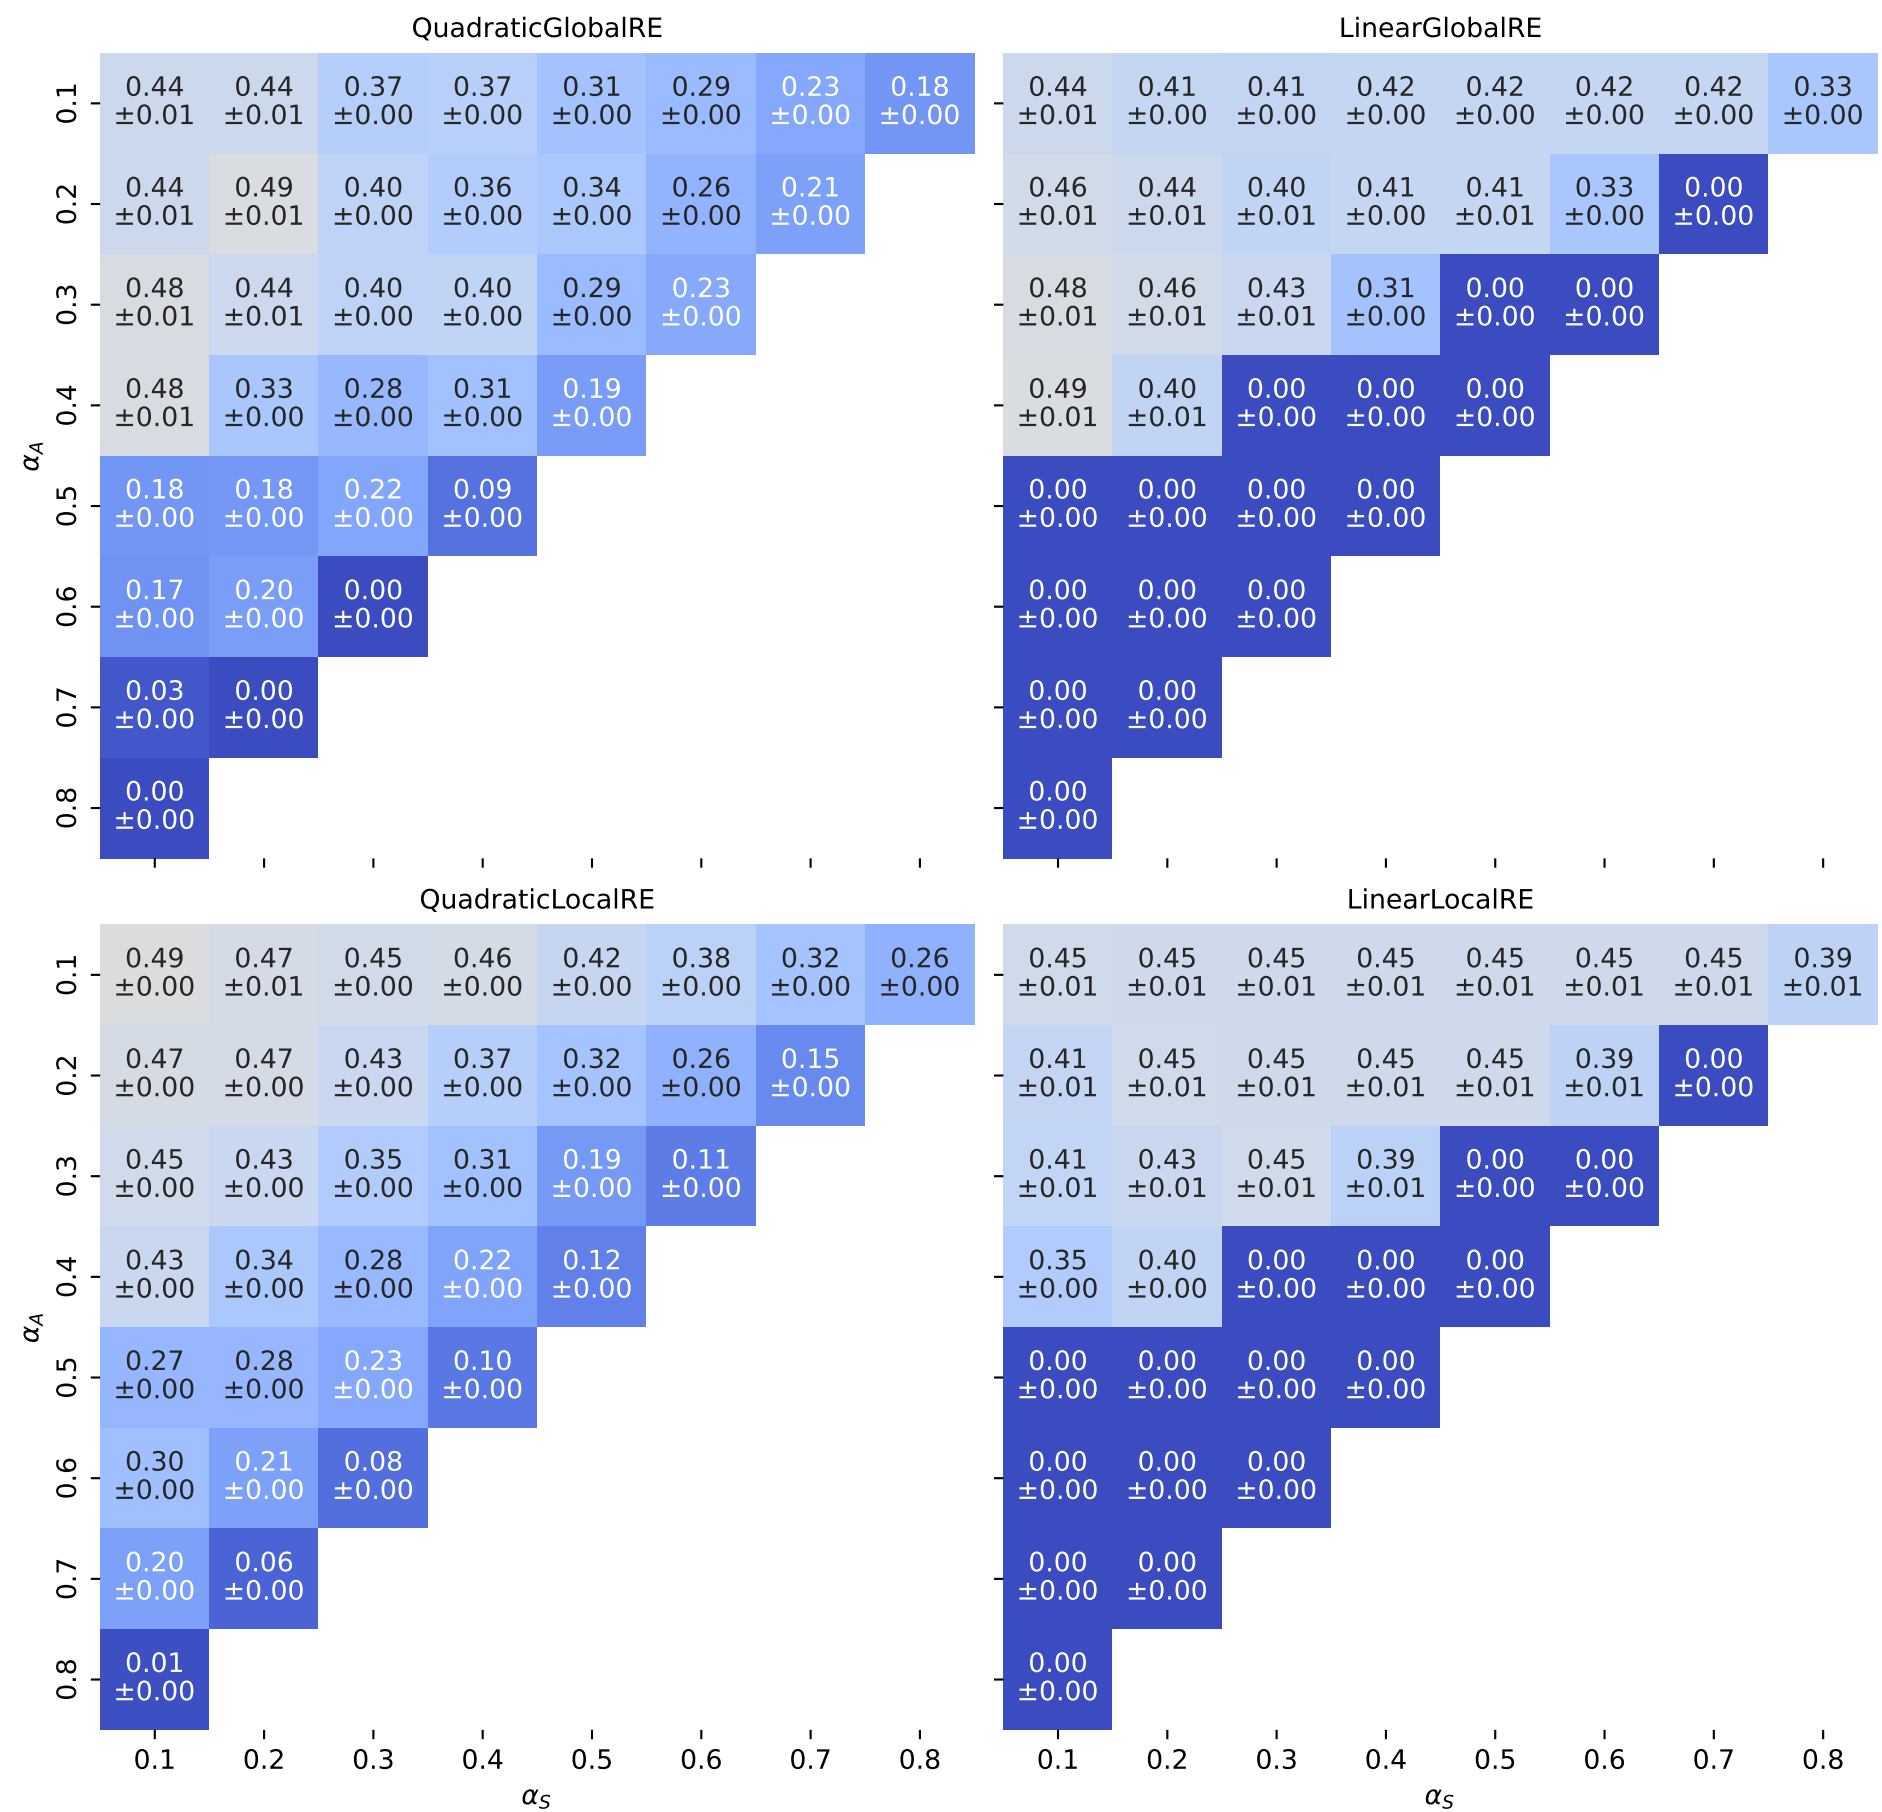 QuadraticGlobalRE LinearGlobalRE
0.1 0.44 0.44 0.37 0.37 0.31 0.29 0.23 0.18 0.44 0.41 0.41 0.42 0.42 0.42 0.42 0.33
±0.01 ±0.01 ±0.00 ±0.00 ±0.00 ±0.00 ±0.00 ±0.00 ±0.01 ±0.00 ±0.00 ±0.00 ±0.00 ±0.00 ±0.00 ±0.00
0.2 0.44 0.49 0.40 0.36 0.34 0.26 0.21 0.46 0.44 0.40 0.41 0.41 0.33 0.00
±0.01 ±0.01 ±0.00 ±0.00 ±0.00 ±0.00 ±0.00 ±0.01 ±0.01 ±0.01 ±0.00 ±0.01 ±0.00 ±0.00
0.3 0.48 0.44 0.40 0.40 0.29 0.23 0.48 0.46 0.43 0.31 0.00 0.00
±0.01 ±0.01 ±0.00 ±0.00 ±0.00 ±0.00 ±0.01 ±0.01 ±0.01 ±0.00 ±0.00 ±0.00
0.4 0.48 0.33 0.28 0.31 0.19 0.49 0.40 0.00 0.00 0.00
±0.01 ±0.00 ±0.00 ±0.00 ±0.00 ±0.01 ±0.01 ±0.00 ±0.00 ±0.00
α_A
0.5 0.18 0.18 0.22 0.09 0.00 0.00 0.00 0.00
±0.00 ±0.00 ±0.00 ±0.00 ±0.00 ±0.00 ±0.00 ±0.00
0.6 0.17 0.20 0.00 0.00 0.00 0.00
±0.00 ±0.00 ±0.00 ±0.00 ±0.00 ±0.00
0.7 0.03 0.00 0.00 0.00
±0.00 ±0.00 ±0.00 ±0.00
0.8 0.00 0.00
±0.00 ±0.00
QuadraticLocalRE LinearLocalRE
0.1 0.49 0.47 0.45 0.46 0.42 0.38 0.32 0.26 0.45 0.45 0.45 0.45 0.45 0.45 0.45 0.39
±0.00 ±0.01 ±0.00 ±0.00 ±0.00 ±0.00 ±0.00 ±0.00 ±0.01 ±0.01 ±0.01 ±0.01 ±0.01 ±0.01 ±0.01 ±0.01
0.2 0.47 0.47 0.43 0.37 0.32 0.26 0.15 0.41 0.45 0.45 0.45 0.45 0.39 0.00
±0.00 ±0.00 ±0.00 ±0.00 ±0.00 ±0.00 ±0.00 ±0.01 ±0.01 ±0.01 ±0.01 ±0.01 ±0.01 ±0.00
0.3 0.45 0.43 0.35 0.31 0.19 0.11 0.41 0.43 0.45 0.39 0.00 0.00
±0.00 ±0.00 ±0.00 ±0.00 ±0.00 ±0.00 ±0.01 ±0.01 ±0.01 ±0.01 ±0.00 ±0.00
0.4 0.43 0.34 0.28 0.22 0.12 0.35 0.40 0.00 0.00 0.00
±0.00 ±0.00 ±0.00 ±0.00 ±0.00 ±0.00 ±0.00 ±0.00 ±0.00 ±0.00
α_A
0.5 0.27 0.28 0.23 0.10 0.00 0.00 0.00 0.00
±0.00 ±0.00 ±0.00 ±0.00 ±0.00 ±0.00 ±0.00 ±0.00
0.6 0.30 0.21 0.08 0.00 0.00 0.00
±0.00 ±0.00 ±0.00 ±0.00 ±0.00 ±0.00
0.7 0.20 0.06 0.00 0.00
±0.00 ±0.00 ±0.00 ±0.00
0.8 0.01 0.00
±0.00 ±0.00
0.1 0.2 0.3 0.4 0.5 0.6 0.7 0.8 0.1 0.2 0.3 0.4 0.5 0.6 0.7 0.8
α_S α_S